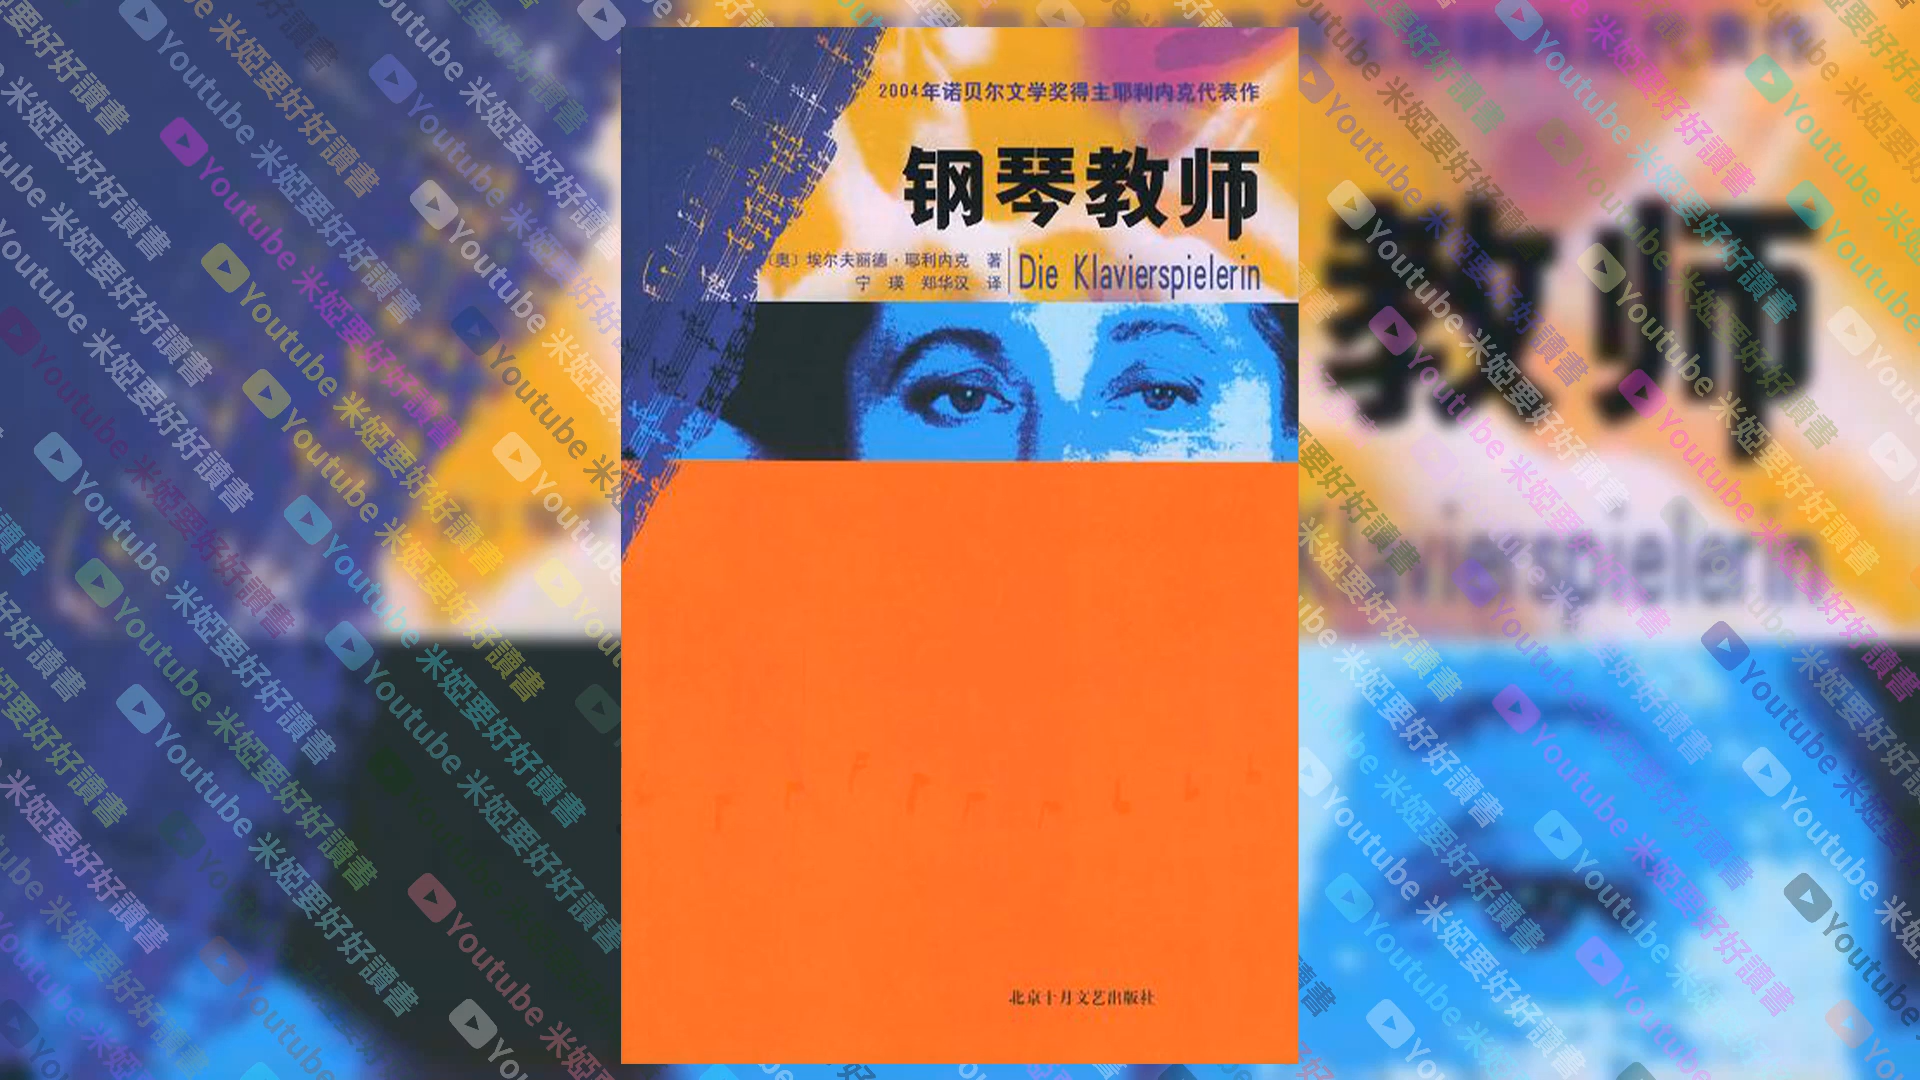 2004年诺贝尔文学奖得主耶利内克代表作
钢琴教师
〔奥〕埃尔夫丽德·耶利内克 著
宁 瑛 郑华汉 译
Die Klavierspielerin
北京十月文艺出版社
Youtube 米婭要好好讀書